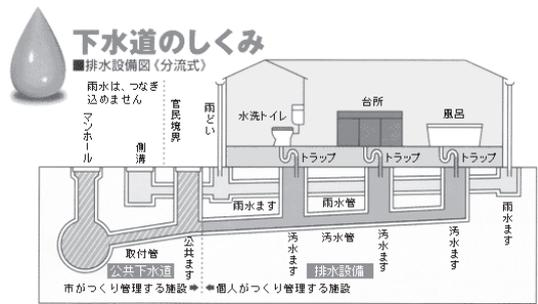 下水道のしくみ
■排水設備図《分流式》
雨水は、つなぎ
込めません
マンホール
側溝
官民境界
雨どい
水洗トイレ
台所
風呂
トラップ
トラップ
トラップ
雨水ます
雨水管
雨水ます
取付管
公共ます
汚水ます
汚水管
汚水ます
汚水ます
公共下水道
排水設備
市がつくり管理する施設
個人がつくり管理する施設